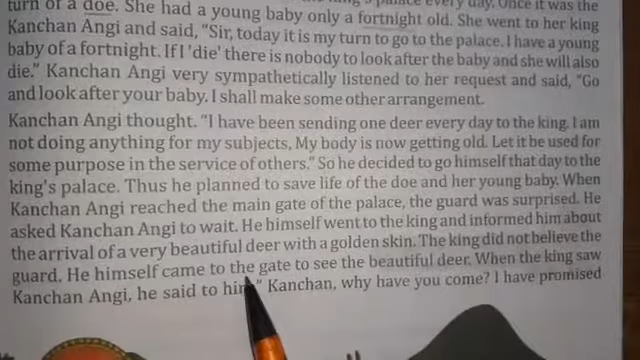 palace every day. Once it was the
turn of a doe. She had a young baby only a fortnight old. She went to her king
Kanchan Angi and said, “Sir, today it is my turn to go to the palace. I have a young
baby of a fortnight. If I 'die' there is nobody to look after the baby and she will also
die.” Kanchan Angi very sympathetically listened to her request and said, “Go
and look after your baby. I shall make some other arrangement.
Kanchan Angi thought. “I have been sending one deer every day to the king. I am
not doing anything for my subjects, My body is now getting old. Let it be used for
some purpose in the service of others.” So he decided to go himself that day to the
king's palace. Thus he planned to save life of the doe and her young baby. When
Kanchan Angi reached the main gate of the palace, the guard was surprised. He
asked Kanchan Angi to wait. He himself went to the king and informed him about
the arrival of a very beautiful deer with a golden skin. The king did not believe the
guard. He himself came to the gate to see the beautiful deer. When the king saw
Kanchan Angi, he said to him ” Kanchan, why have you come? I have promised